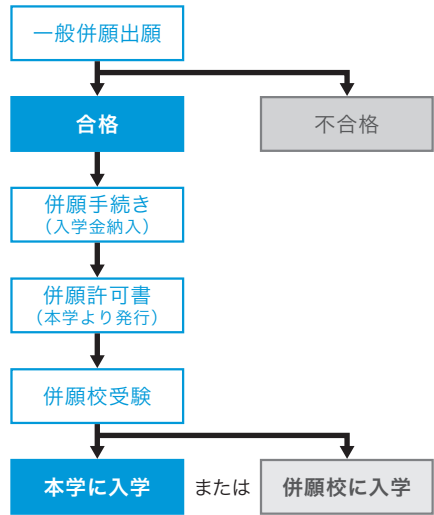 一般併願出願
合格
不合格
併願手続き
（入学金納入）
併願許可書
（本学より発行）
併願校受験
本学に入学 または 併願校に入学